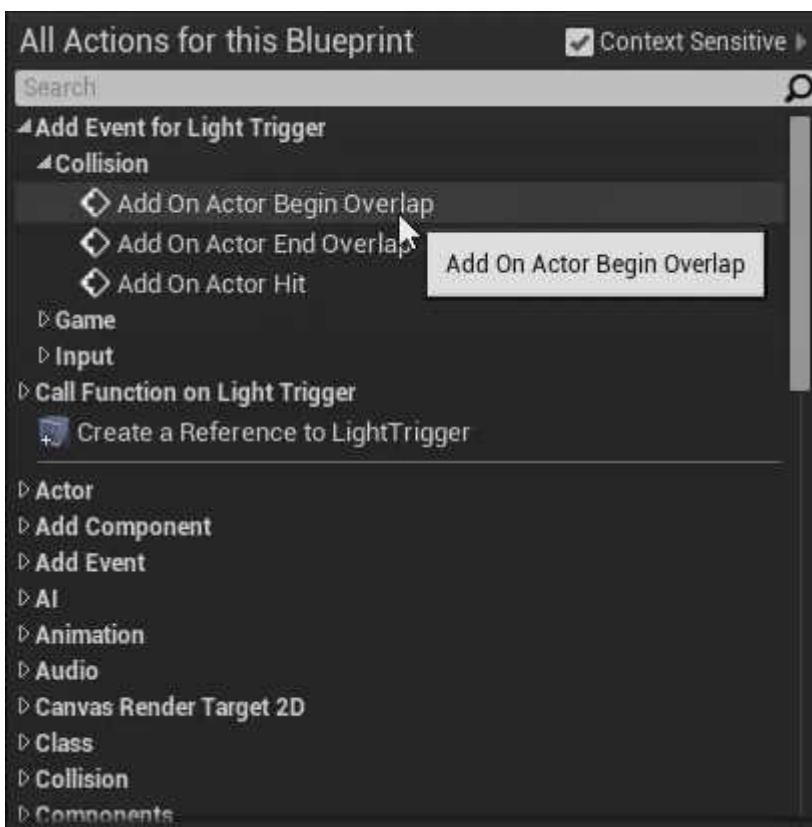 All Actions for this Blueprint Context Sensitive
Search
Add Event for Light Trigger
Collision
Add On Actor Begin Overlap
Add On Actor End Overlap
Add On Actor Begin Overlap
Add On Actor Hit
Game
Input
Call Function on Light Trigger
Create a Reference to LightTrigger
Actor
Add Component
Add Event
AI
Animation
Audio
Canvas Render Target 2D
Class
Collision
Components